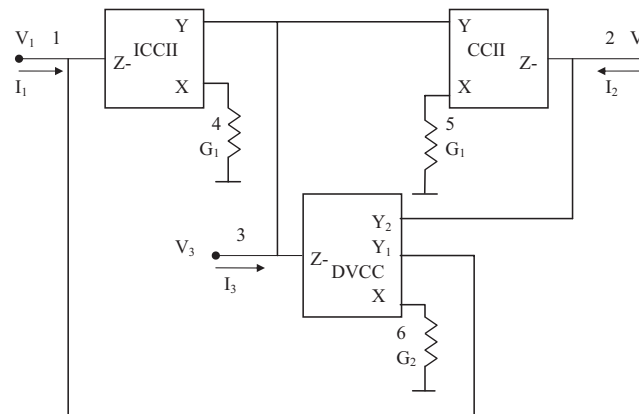 V1 1
I1
ICCII
Y
Z-
X
4
G1
Y
CCII
Z-
X
5
G1
2 V
I2
V3 3
I3
Y2
Y1
Z-
DVCC
X
6
G2